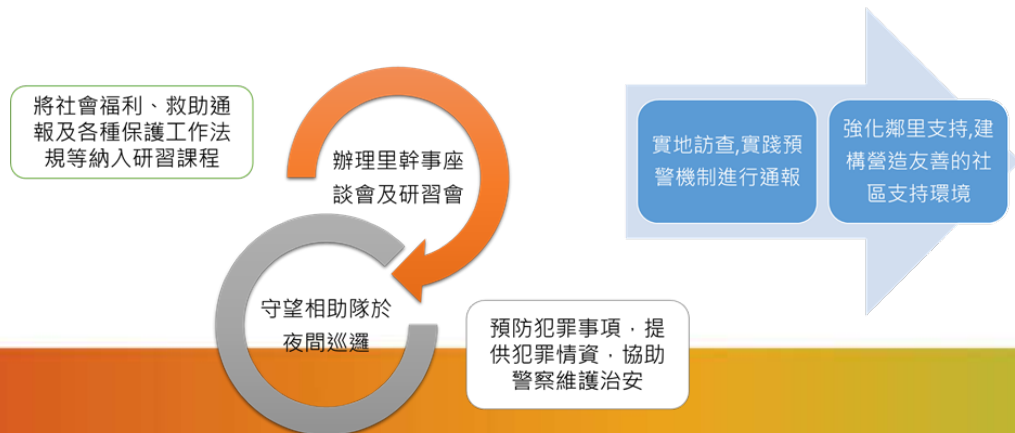 將社會福利、救助通
報及各種保護工作法
規等納入研習課程
辦理里幹事座
談會及研習會
守望相助隊於
夜間巡邏
預防犯罪事項，提
供犯罪情資，協助
警察維護治安
實地訪查,實踐預
警機制進行通報
強化鄰里支持,建
構營造友善的社
區支持環境